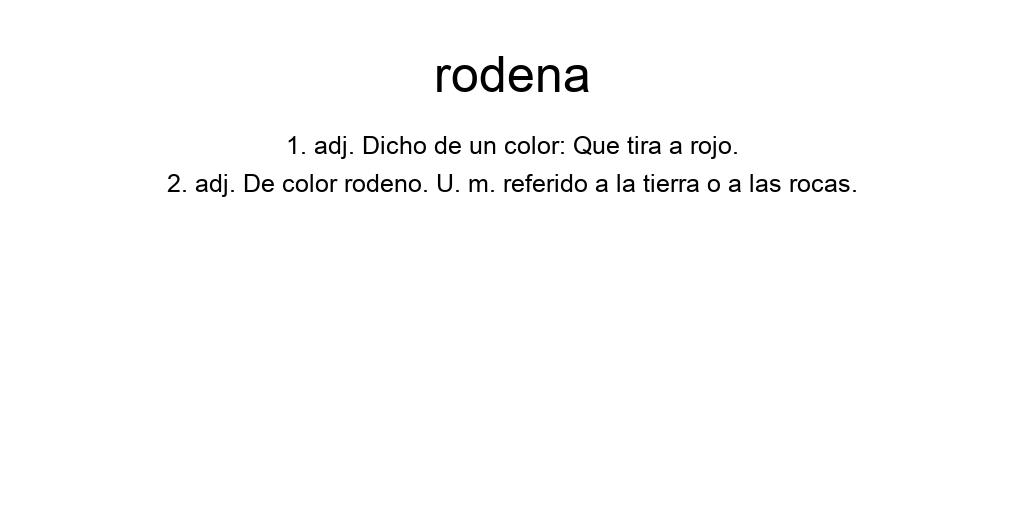 rodena
1. adj. Dicho de un color: Que tira a rojo.
2. adj. De color rodeno. U. m. referido a la tierra o a las rocas.